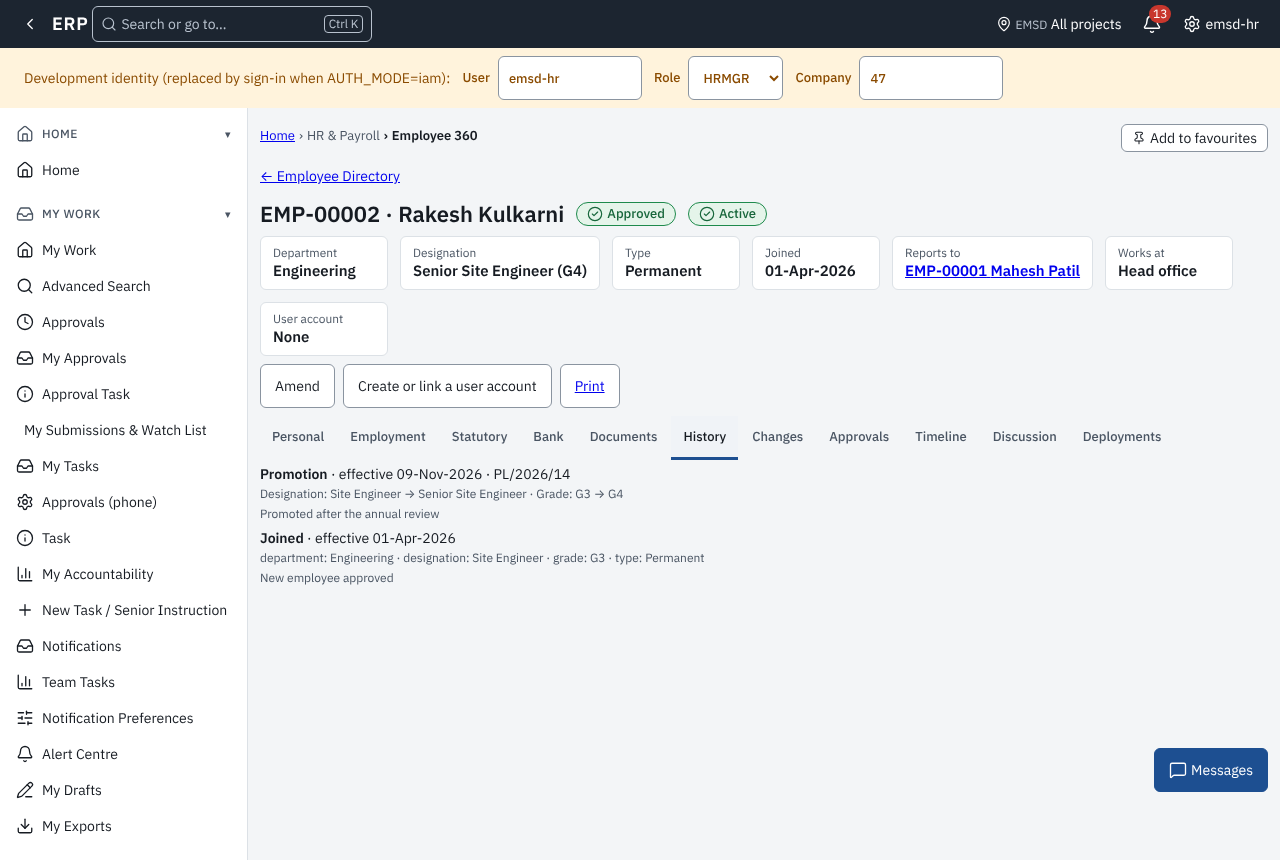 ERP
Search or go to...
Ctrl K
EMSD All projects
13
emsd-hr
Development identity (replaced by sign-in when AUTH_MODE=iam): User emsd-hr Role HRMGR Company 47
HOME
Home
MY WORK
My Work
Advanced Search
Approvals
My Approvals
Approval Task
My Submissions & Watch List
My Tasks
Approvals (phone)
Task
My Accountability
New Task / Senior Instruction
Notifications
Team Tasks
Notification Preferences
Alert Centre
My Drafts
My Exports
Home › HR & Payroll › Employee 360
Add to favourites
← Employee Directory
EMP-00002 · Rakesh Kulkarni
Approved
Active
Department
Engineering
Designation
Senior Site Engineer (G4)
Type
Permanent
Joined
01-Apr-2026
Reports to
EMP-00001 Mahesh Patil
Works at
Head office
User account
None
Amend
Create or link a user account
Print
Personal Employment Statutory Bank Documents History Changes Approvals Timeline Discussion Deployments
Promotion · effective 09-Nov-2026 · PL/2026/14
Designation: Site Engineer → Senior Site Engineer · Grade: G3 → G4
Promoted after the annual review
Joined · effective 01-Apr-2026
department: Engineering · designation: Site Engineer · grade: G3 · type: Permanent
New employee approved
Messages